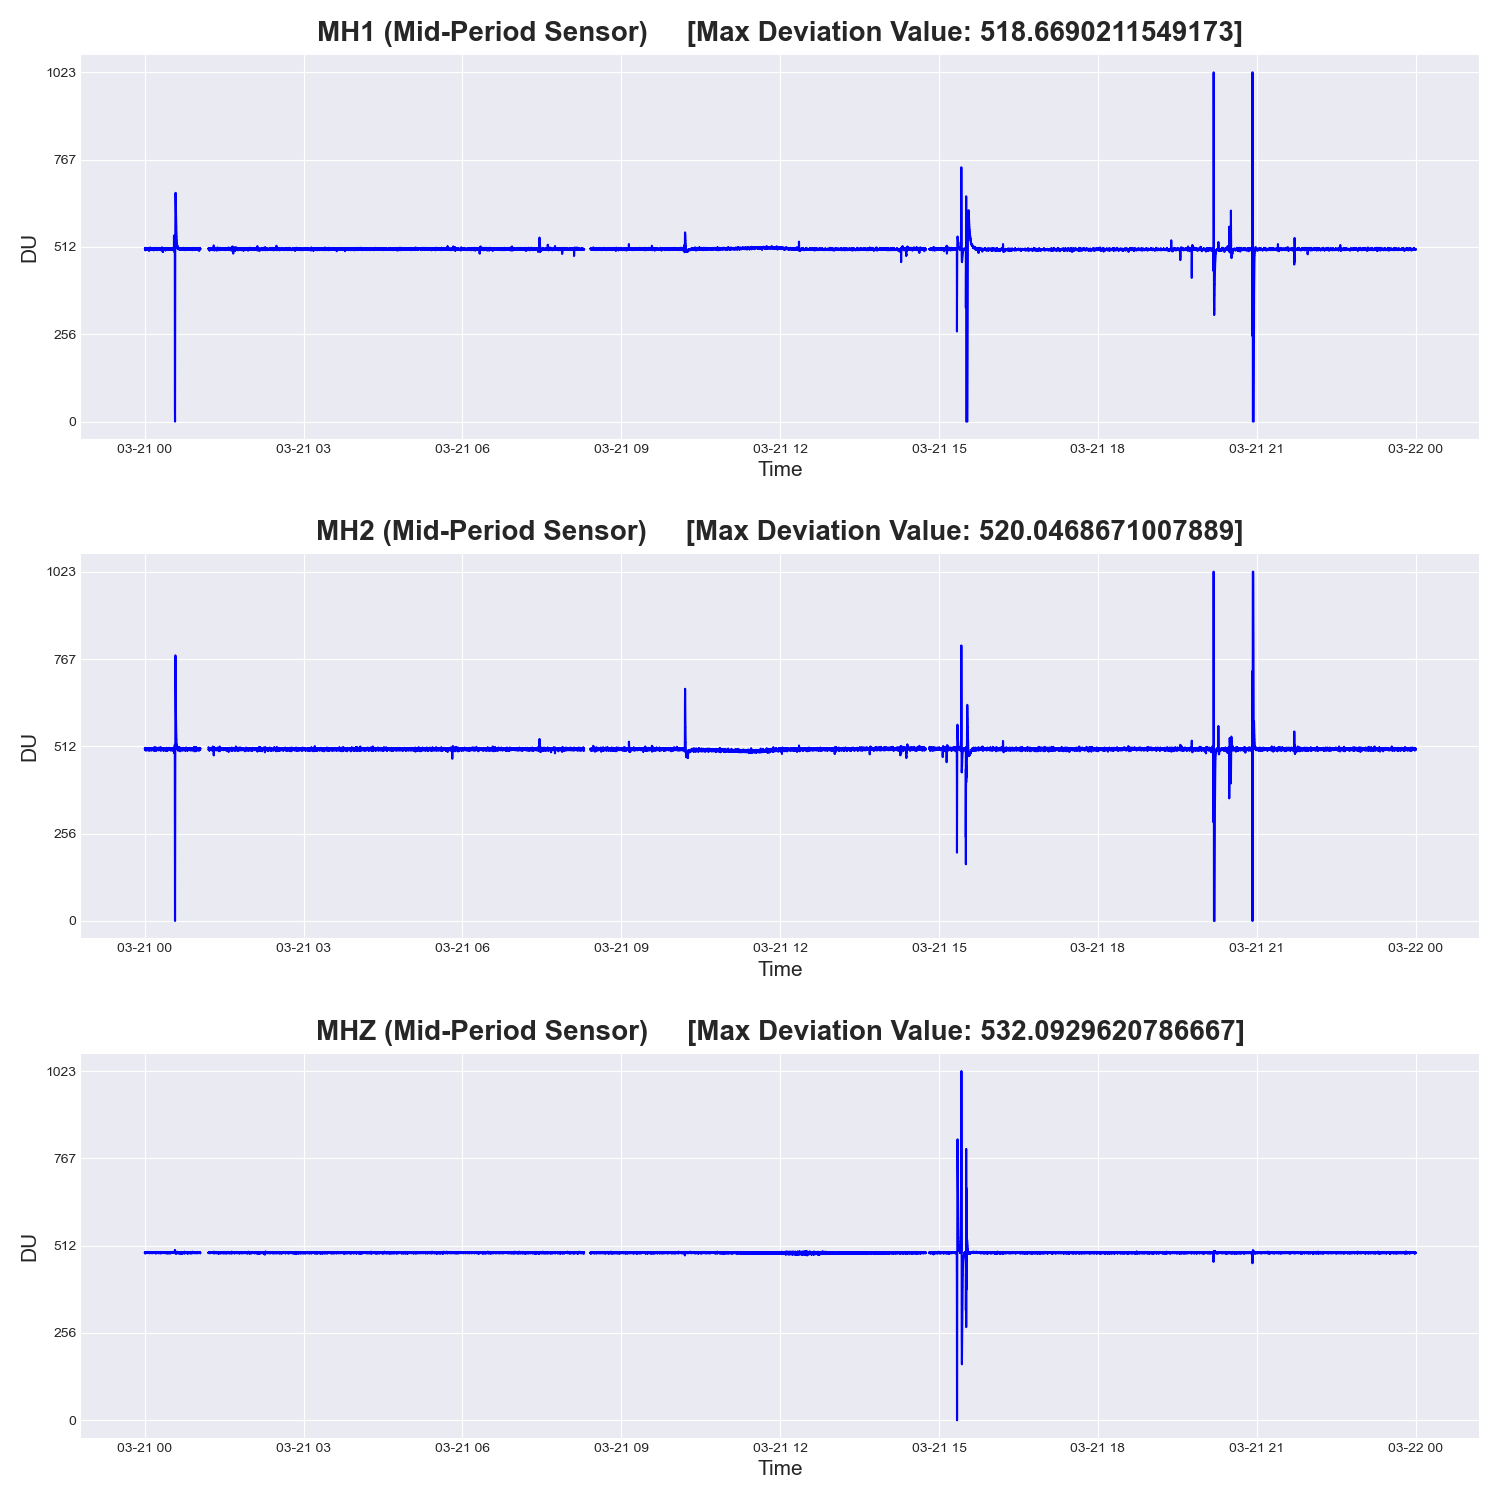 MH1 (Mid-Period Sensor) [Max Deviation Value: 518.6690211549173]
1023
767
512
256
0
DU
03-21 00 03-21 03 03-21 06 03-21 09 03-21 12 03-21 15 03-21 18 03-21 21 03-22 00
Time
MH2 (Mid-Period Sensor) [Max Deviation Value: 520.0468671007889]
1023
767
512
256
0
DU
03-21 00 03-21 03 03-21 06 03-21 09 03-21 12 03-21 15 03-21 18 03-21 21 03-22 00
Time
MHZ (Mid-Period Sensor) [Max Deviation Value: 532.0929620786667]
1023
767
512
256
0
DU
03-21 00 03-21 03 03-21 06 03-21 09 03-21 12 03-21 15 03-21 18 03-21 21 03-22 00
Time